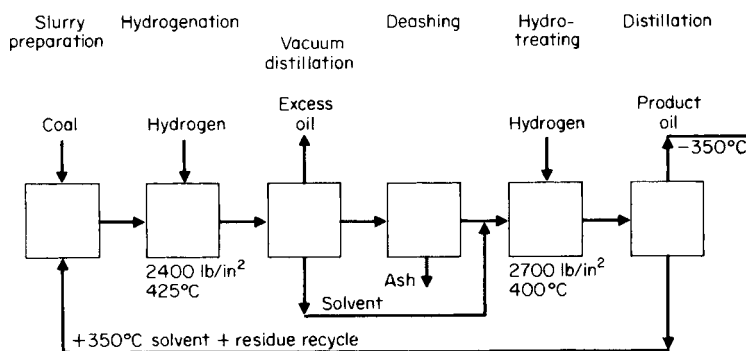 Slurry
preparation
Hydrogenation
Vacuum
distillation
Deashing
Hydro-
treating
Distillation
Coal
Hydrogen
Excess
oil
Hydrogen
Product
oil
−350°C
2400 lb/in²
425°C
Ash
2700 lb/in²
400°C
Solvent
+350°C solvent + residue recycle